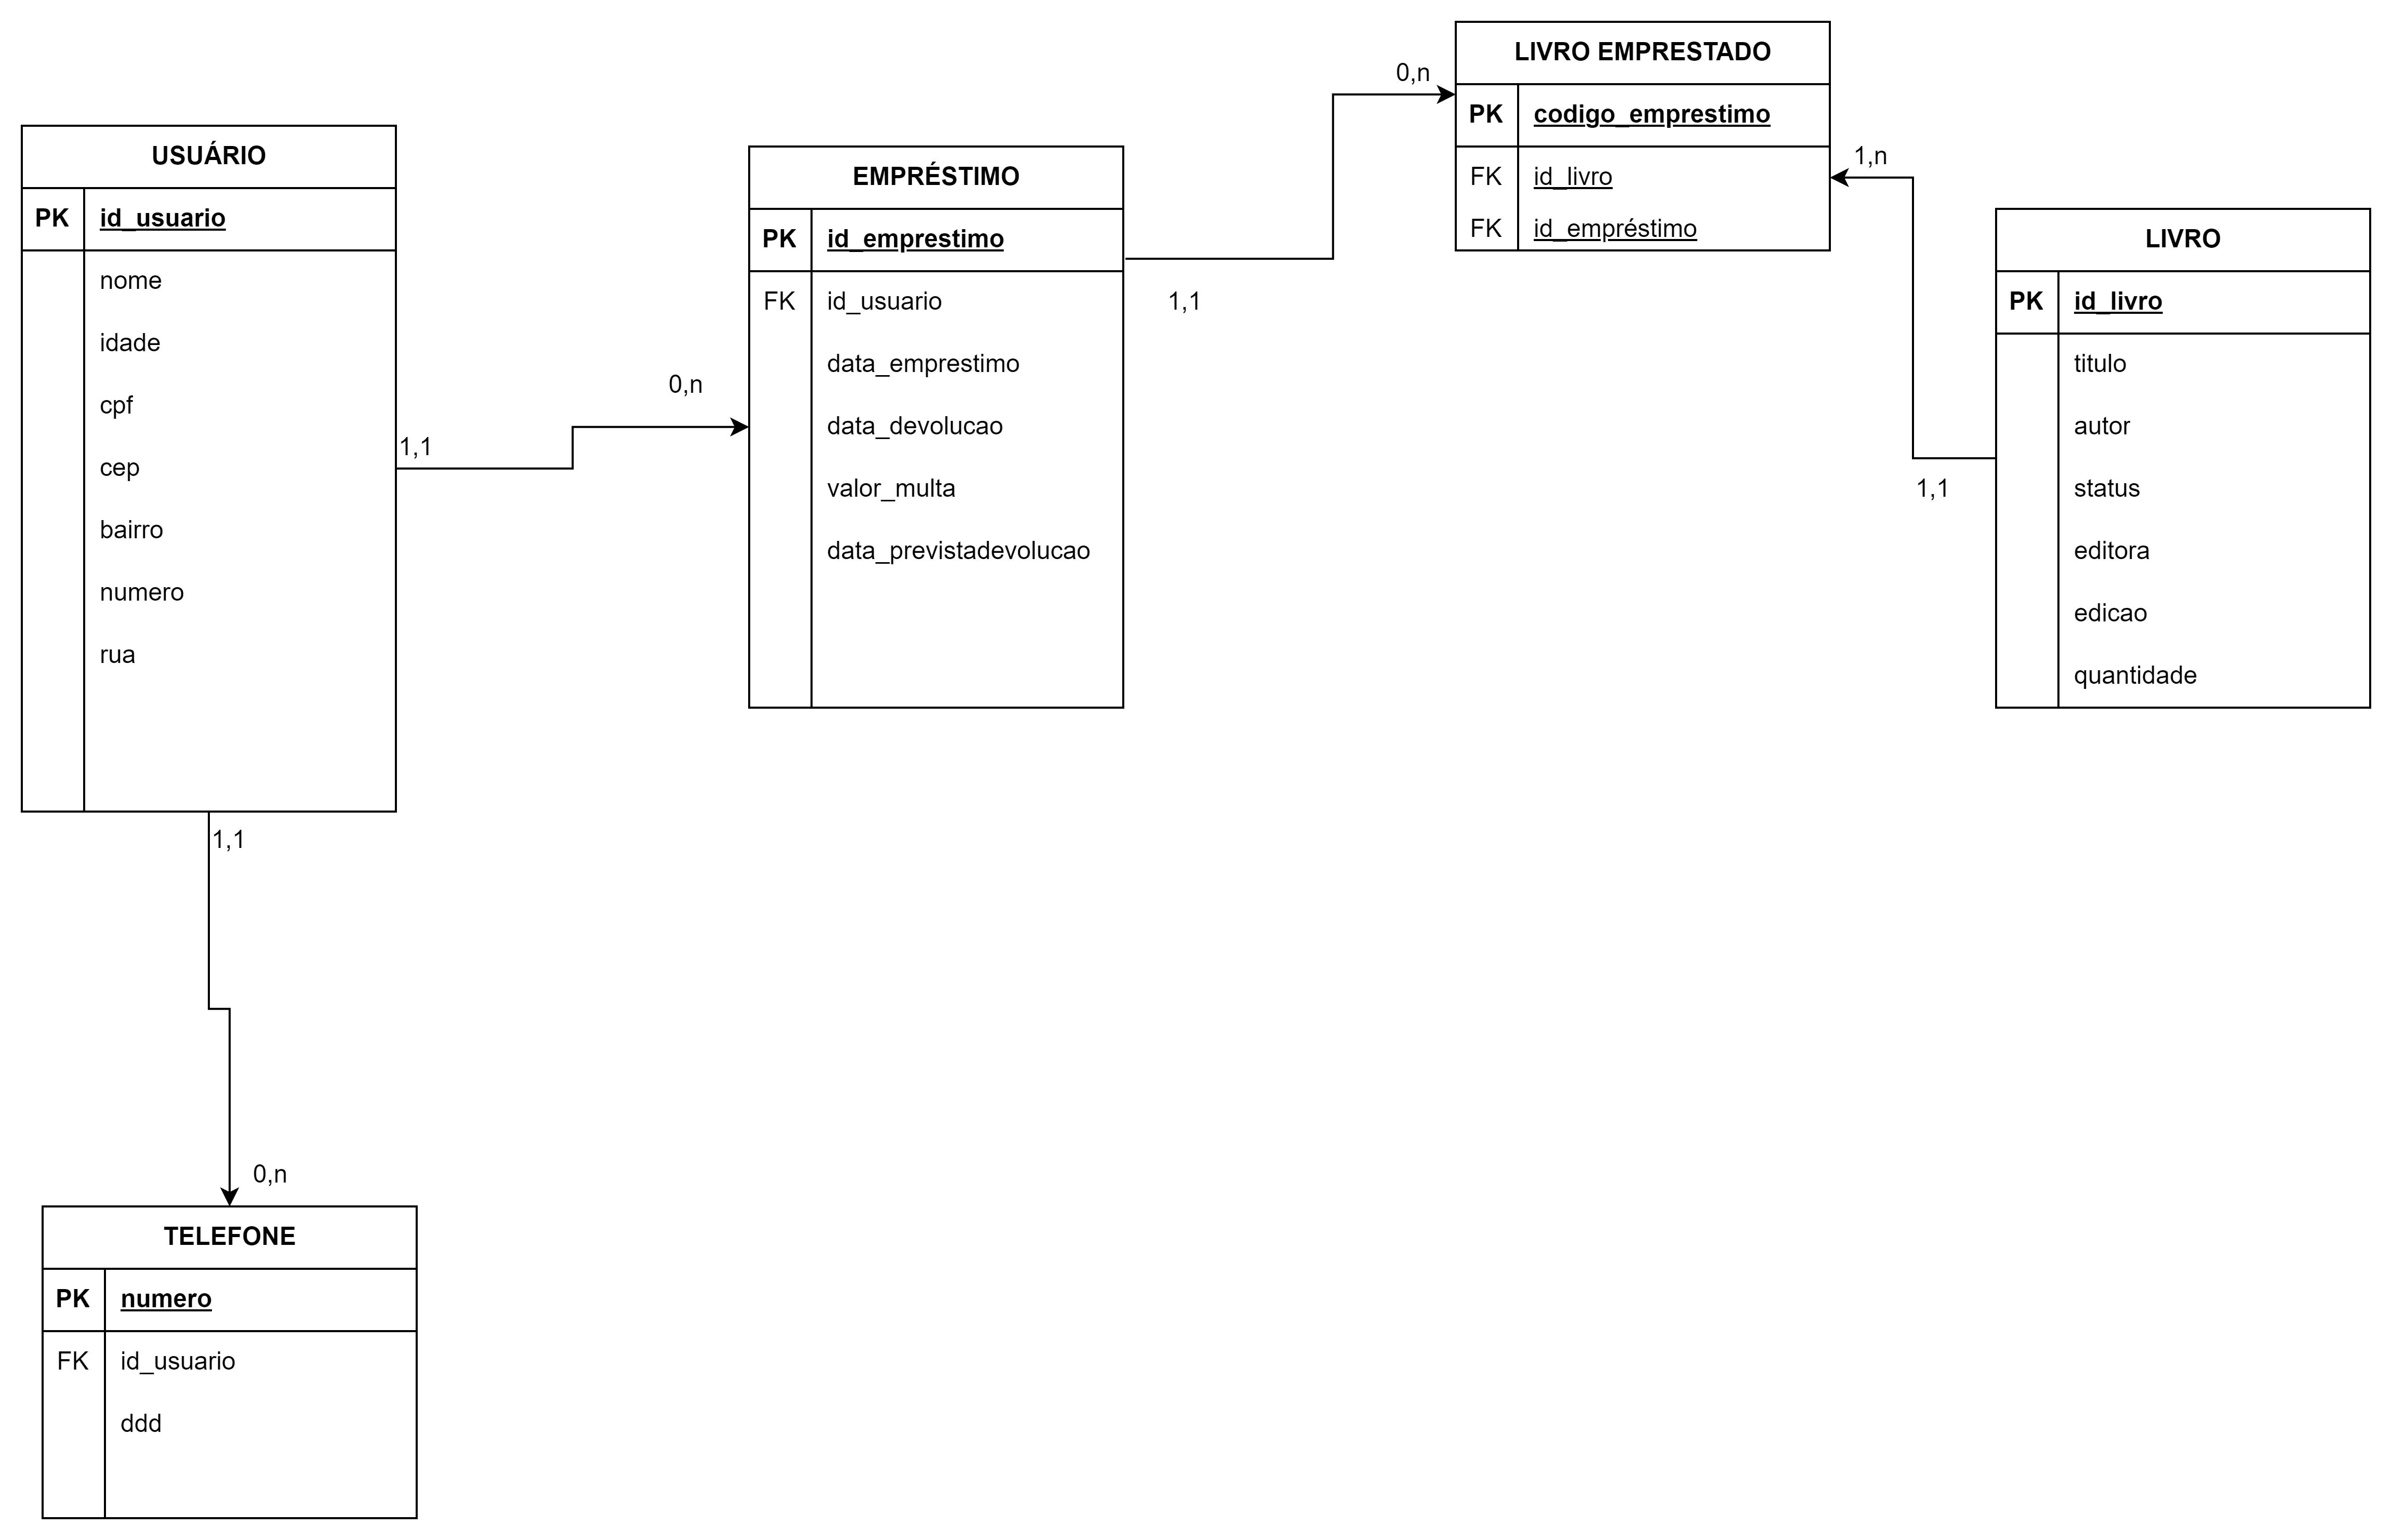 USUÁRIO
PK id_usuario
nome
idade
cpf
cep
bairro
numero
rua
1,1
0,n
EMPRÉSTIMO
PK id_emprestimo
FK id_usuario
data_emprestimo
data_devolucao
valor_multa
data_previstadevolucao
1,1
0,n
LIVRO EMPRESTADO
PK codigo_emprestimo
FK id_livro
FK id_empréstimo
1,n
1,1
LIVRO
PK id_livro
titulo
autor
status
editora
edicao
quantidade
1,1
0,n
TELEFONE
PK numero
FK id_usuario
ddd